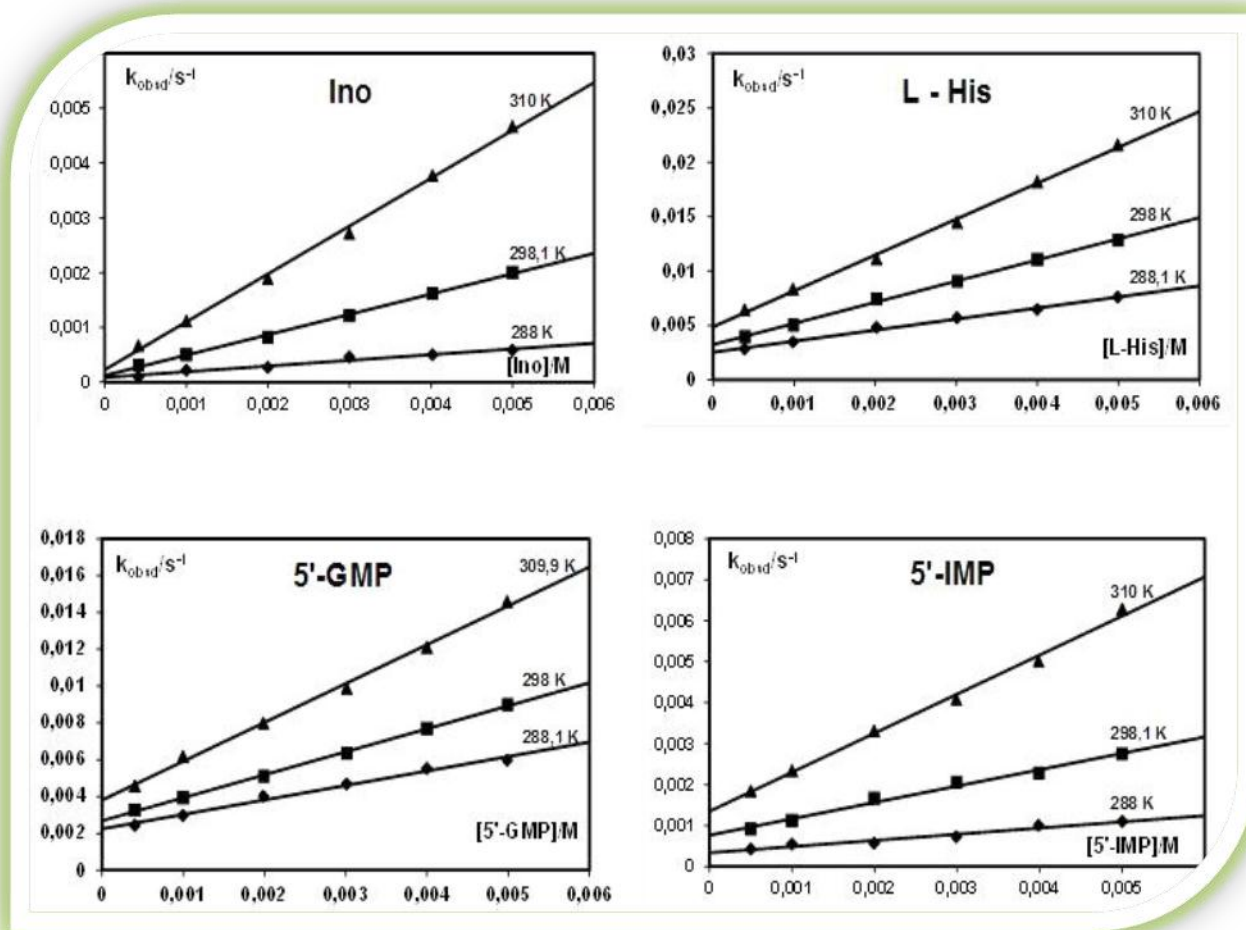 k_obsd/s⁻¹
Ino
310 K
298,1 K
288 K
[Ino]/M
0,005
0,004
0,003
0,002
0,001
0
0 0,001 0,002 0,003 0,004 0,005 0,006
k_obsd/s⁻¹
L - His
310 K
298 K
288,1 K
[L-His]/M
0,03
0,025
0,02
0,015
0,01
0,005
0
0 0,001 0,002 0,003 0,004 0,005 0,006
k_obsd/s⁻¹
5'-GMP
309,9 K
298 K
288,1 K
[5'-GMP]/M
0,018
0,016
0,014
0,012
0,01
0,008
0,006
0,004
0,002
0
0 0,001 0,002 0,003 0,004 0,005 0,006
k_obsd/s⁻¹
5'-IMP
310 K
298,1 K
288 K
[5'-IMP]/M
0,008
0,007
0,006
0,005
0,004
0,003
0,002
0,001
0
0 0,001 0,002 0,003 0,004 0,005